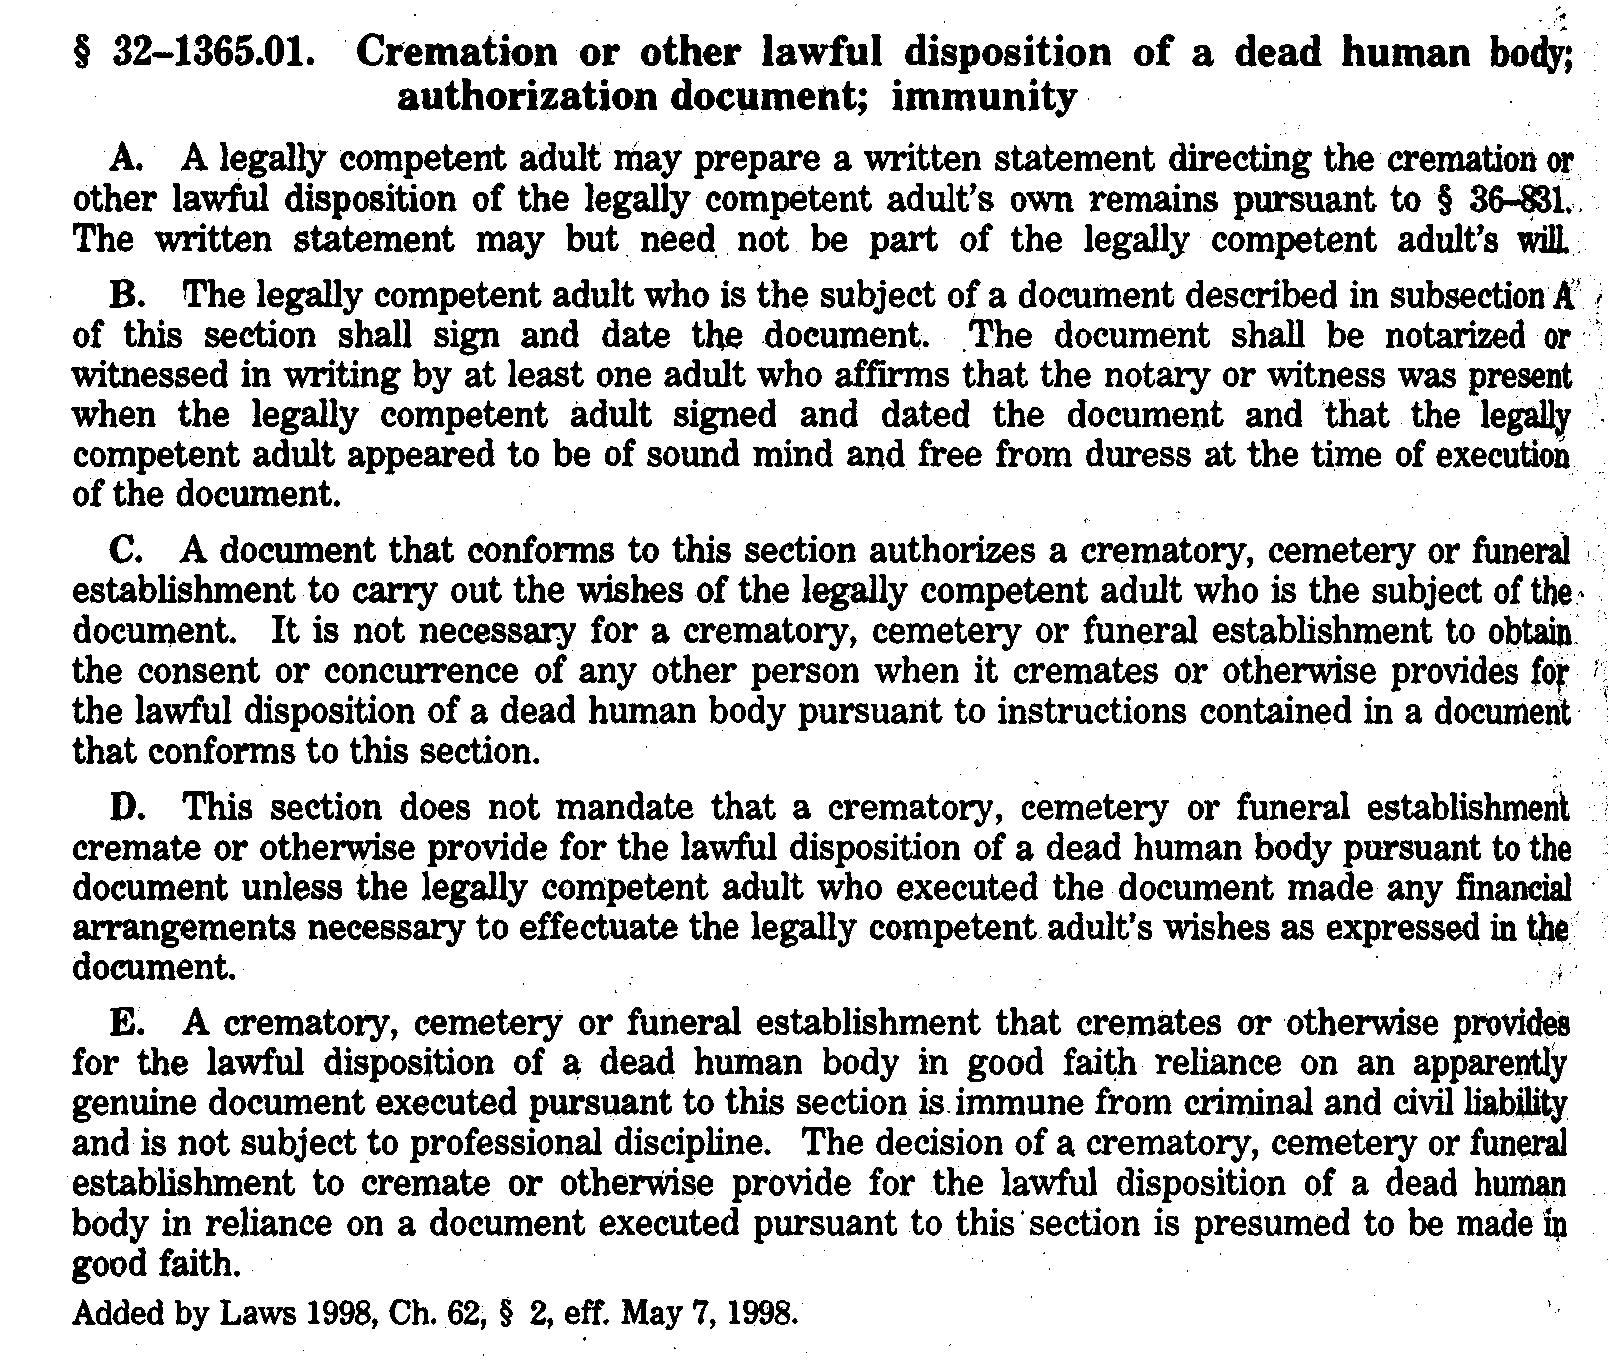 § 32–1365.01. Cremation or other lawful disposition of a dead human body;
authorization document; immunity
A. A legally competent adult may prepare a written statement directing the cremation or
other lawful disposition of the legally competent adult's own remains pursuant to § 36–831.
The written statement may but need not be part of the legally competent adult's will.
B. The legally competent adult who is the subject of a document described in subsection A
of this section shall sign and date the document. The document shall be notarized or
witnessed in writing by at least one adult who affirms that the notary or witness was present
when the legally competent adult signed and dated the document and that the legally
competent adult appeared to be of sound mind and free from duress at the time of execution
of the document.
C. A document that conforms to this section authorizes a crematory, cemetery or funeral
establishment to carry out the wishes of the legally competent adult who is the subject of the
document. It is not necessary for a crematory, cemetery or funeral establishment to obtain
the consent or concurrence of any other person when it cremates or otherwise provides for
the lawful disposition of a dead human body pursuant to instructions contained in a document
that conforms to this section.
D. This section does not mandate that a crematory, cemetery or funeral establishment
cremate or otherwise provide for the lawful disposition of a dead human body pursuant to the
document unless the legally competent adult who executed the document made any financial
arrangements necessary to effectuate the legally competent adult's wishes as expressed in the
document.
E. A crematory, cemetery or funeral establishment that cremates or otherwise provides
for the lawful disposition of a dead human body in good faith reliance on an apparently
genuine document executed pursuant to this section is immune from criminal and civil liability
and is not subject to professional discipline. The decision of a crematory, cemetery or funeral
establishment to cremate or otherwise provide for the lawful disposition of a dead human
body in reliance on a document executed pursuant to this section is presumed to be made in
good faith.
Added by Laws 1998, Ch. 62, § 2, eff. May 7, 1998.